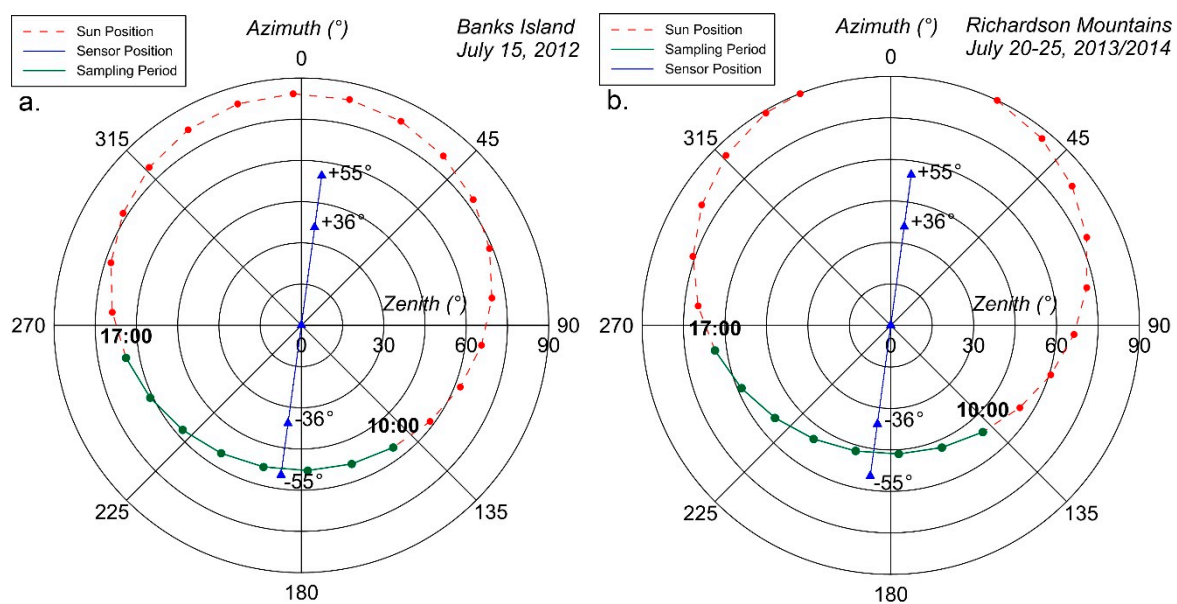 Sun Position
Sensor Position
Sampling Period
Azimuth (°)
Banks Island
July 15, 2012
a.
0
315
45
+55°
+36°
Zenith (°)
270
17:00
0
30
60
90
90
-36°
10:00
-55°
225
135
180
Sun Position
Sampling Period
Sensor Position
Azimuth (°)
Richardson Mountains
July 20-25, 2013/2014
b.
0
315
45
+55°
+36°
Zenith (°)
270
17:00
0
30
60
90
90
-36°
10:00
-55°
225
135
180